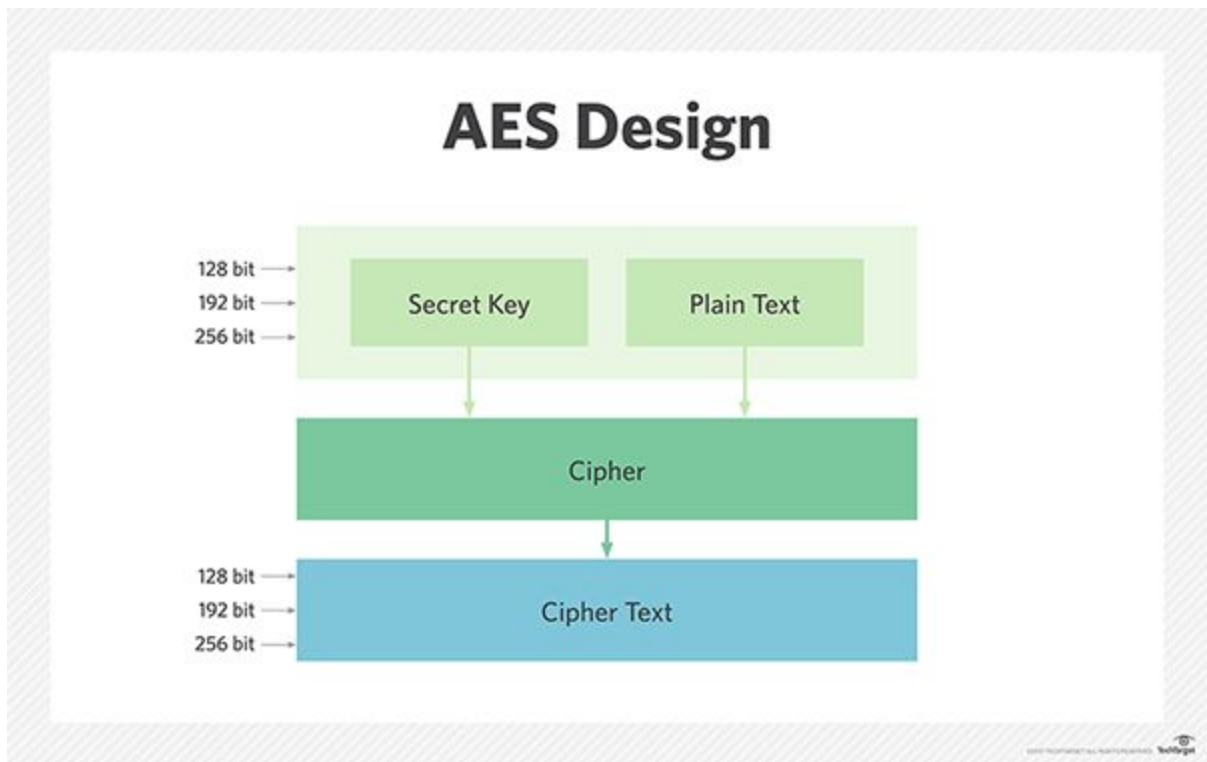 AES Design
128 bit
192 bit
256 bit
Secret Key
Plain Text
Cipher
128 bit
192 bit
256 bit
Cipher Text
TechTarget